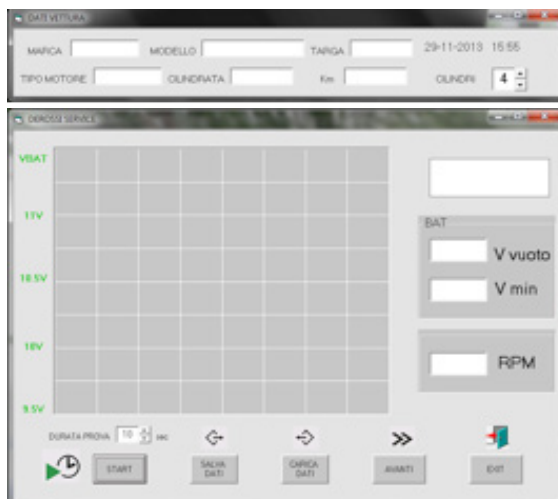 DATI VETTURA
MARCA MODELLO TARGA 29-11-2013 15:55
TIPO MOTORE CILINDRATA Km CILINDRI 4
DEROSSI SERVICE
VBAT
11V
10.5V
10V
9.5V
BAT
V vuoto
V min
RPM
DURATA PROVA 10 sec
START SALVA DATI CARICA DATI AVANTI EXIT